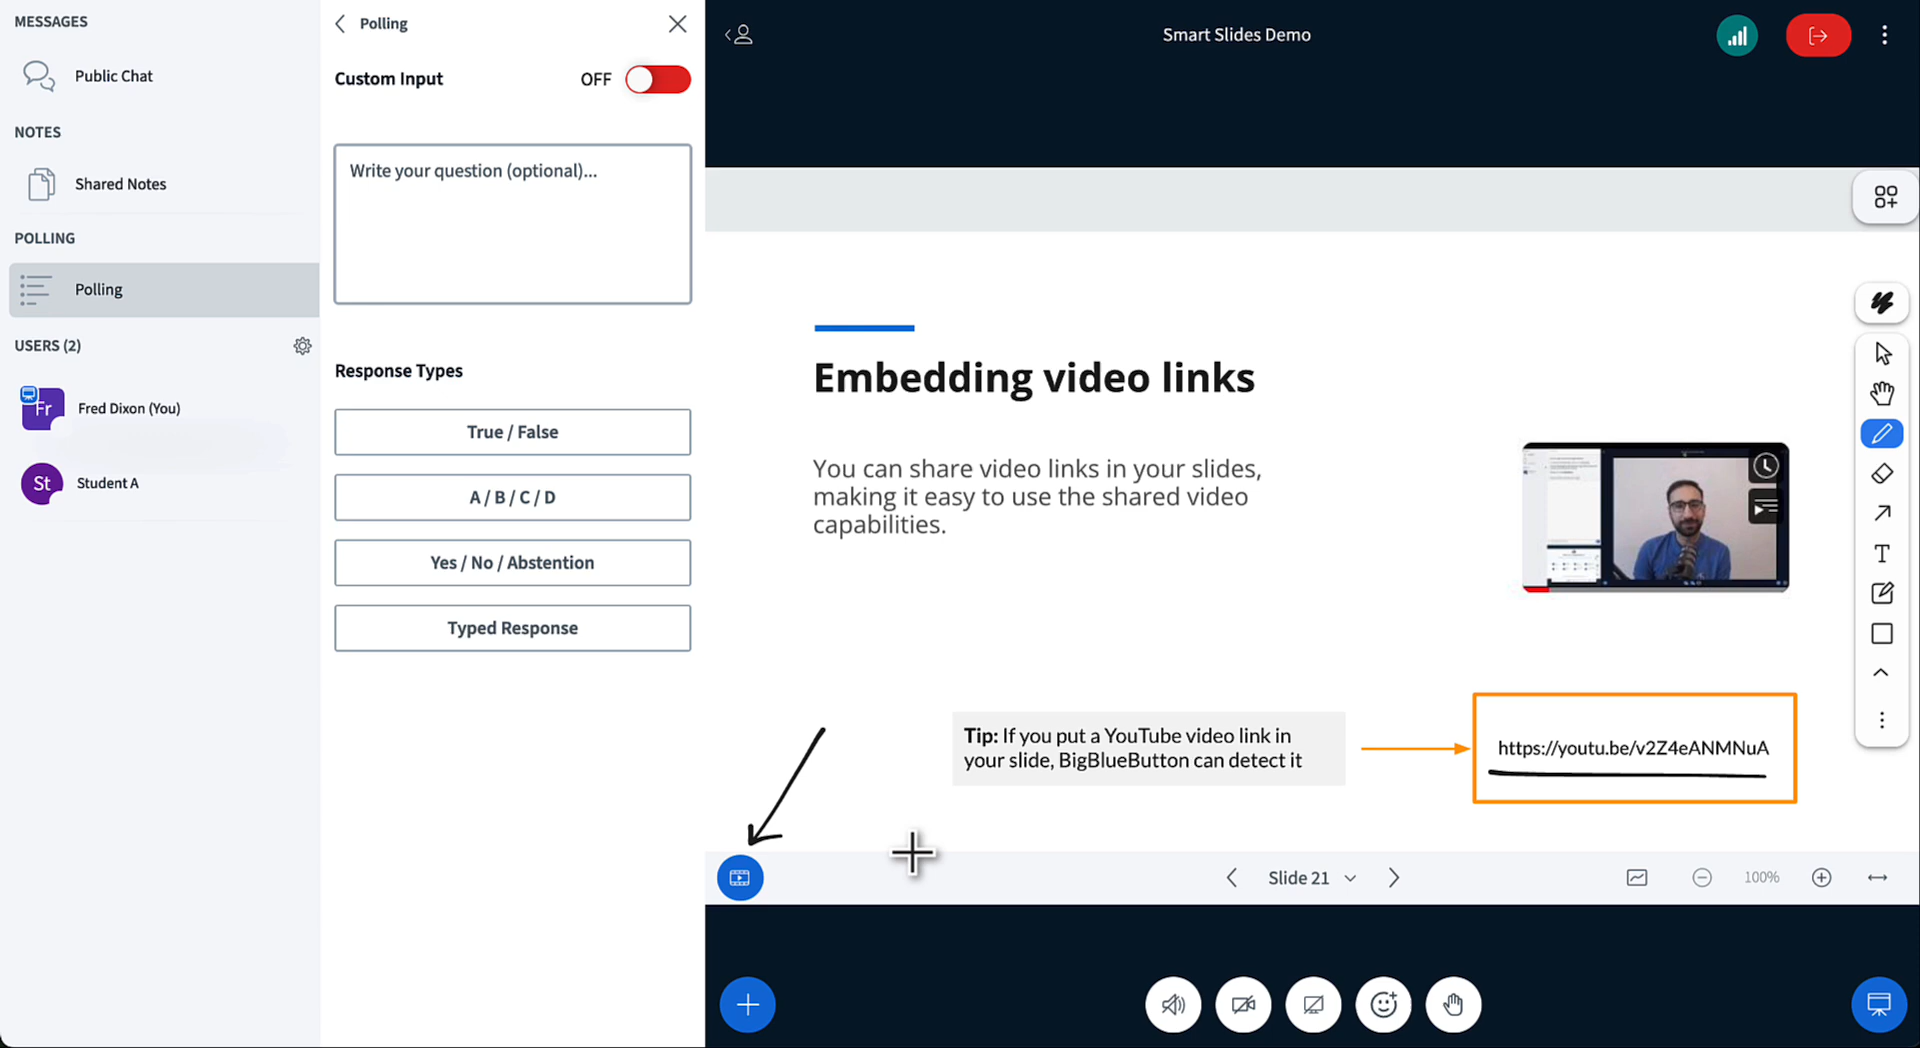 MESSAGES
Public Chat
NOTES
Shared Notes
POLLING
Polling
USERS (2)
Fr
Fred Dixon (You)
St
Student A
Polling
Custom Input
OFF
Write your question (optional)...
Response Types
True / False
A / B / C / D
Yes / No / Abstention
Typed Response
Smart Slides Demo
Embedding video links
You can share video links in your slides,
making it easy to use the shared video
capabilities.
Tip: If you put a YouTube video link in
your slide, BigBlueButton can detect it
https://youtu.be/v2Z4eANMNuA
T
Slide 21
100%